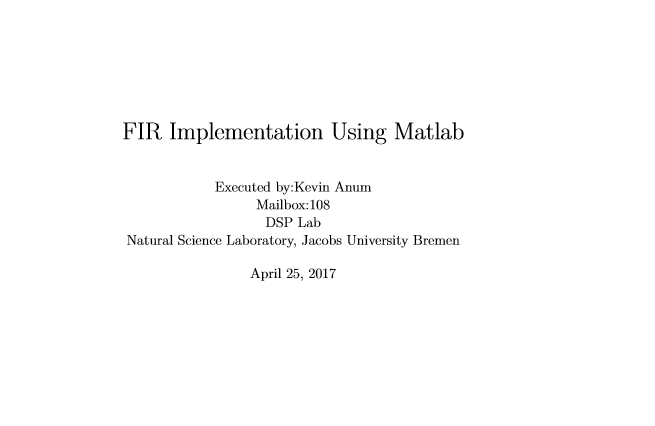 FIR Implementation Using Matlab
Executed by:Kevin Anum
Mailbox:108
DSP Lab
Natural Science Laboratory, Jacobs University Bremen
April 25, 2017